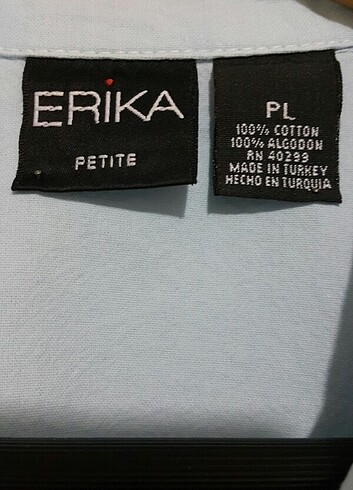 ERiKA
PETITE
PL
100% COTTON
100% ALGODON
RN 40299
MADE IN TURKEY
HECHO EN TURQUIA